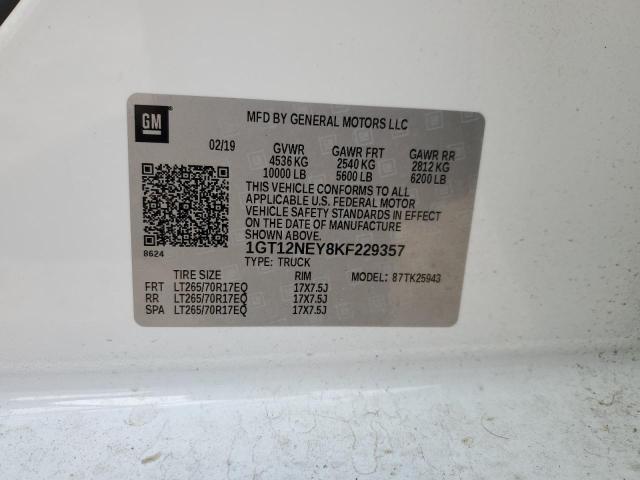 GM
MFD BY GENERAL MOTORS LLC
02/19 GVWR GAWR FRT GAWR RR
4536 KG 2540 KG 2812 KG
10000 LB 5600 LB 6200 LB
THIS VEHICLE CONFORMS TO ALL
APPLICABLE U.S. FEDERAL MOTOR
VEHICLE SAFETY STANDARDS IN EFFECT
ON THE DATE OF MANUFACTURE
SHOWN ABOVE.
8624
1GT12NEY8KF229357
TYPE: TRUCK
TIRE SIZE RIM MODEL: 87TK25943
FRT LT265/70R17EQ 17X7.5J
RR LT265/70R17EQ 17X7.5J
SPA LT265/70R17EQ 17X7.5J